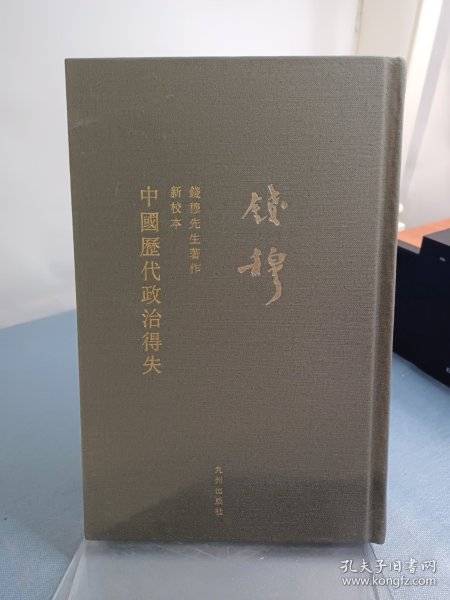 錢穆
錢穆先生著作
新校本
中國歷代政治得失
九州出版社
孔夫子旧书网
www.kongfz.com